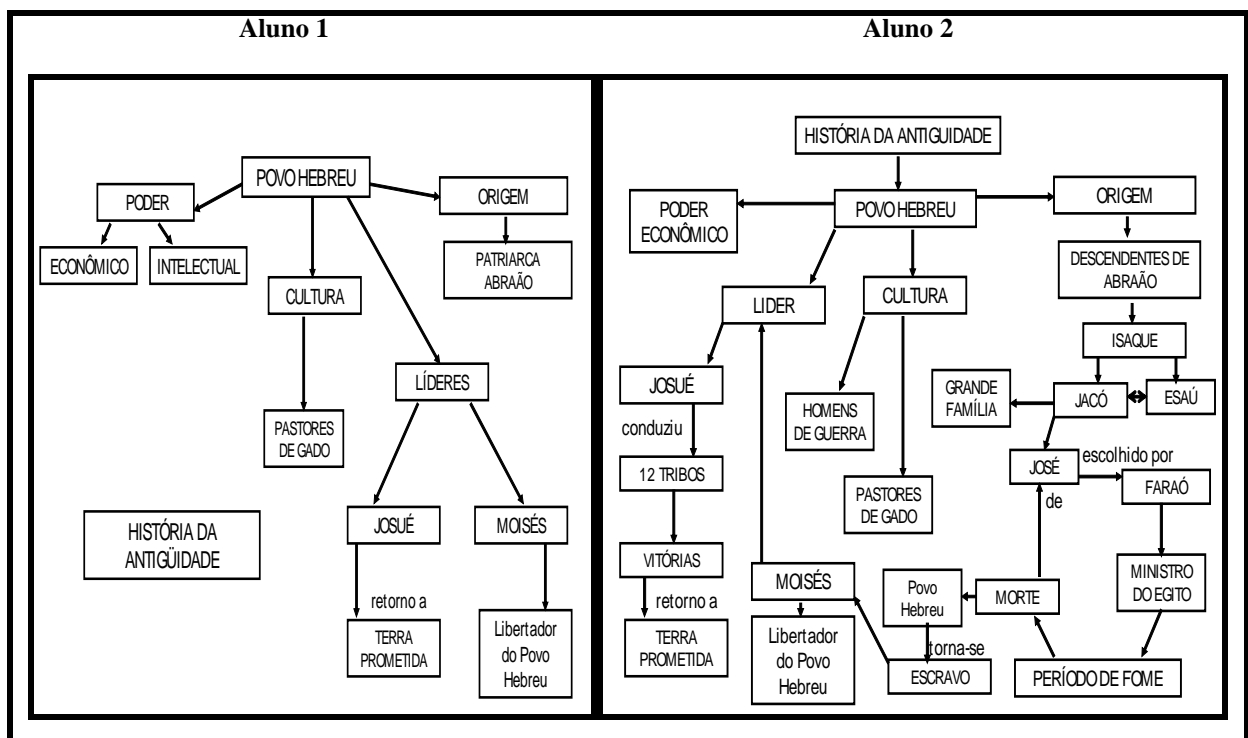 Aluno 1
POVO HEBREU
PODER
ORIGEM
ECONÔMICO
INTELECTUAL
PATRIARCA
ABRAÃO
CULTURA
LÍDERES
PASTORES
DE GADO
HISTÓRIA DA
ANTIGÜIDADE
JOSUÉ
MOISÉS
retorno a
TERRA
PROMETIDA
Libertador
do Povo
Hebreu
Aluno 2
HISTÓRIA DA ANTIGUIDADE
PODER
ECONÔMICO
POVO HEBREU
ORIGEM
DESCENDENTES DE
ABRAÃO
LIDER
CULTURA
ISAQUE
JOSUÉ
HOMENS
DE GUERRA
GRANDE
FAMÍLIA
JACÓ
ESAÚ
conduziu
JOSÉ
escolhido por
FARAÓ
12 TRIBOS
PASTORES
DE GADO
de
VITÓRIAS
MOISÉS
Povo
Hebreu
MORTE
MINISTRO
DO EGITO
retorno a
TERRA
PROMETIDA
Libertador
do Povo
Hebreu
torna-se
ESCRAVO
PERÍODO DE FOME